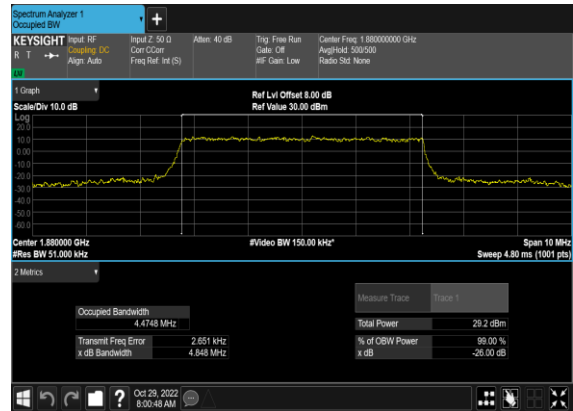 Spectrum Analyzer 1
Occupied BW
+
KEYSIGHT
R T
LXI
Input: RF
Coupling: DC
Align: Auto
Input Z: 50 Ω
Corr CCorr
Freq Ref: Int (S)
Atten: 40 dB
Trig: Free Run
Gate: Off
#IF Gain: Low
Center Freq: 1.880000000 GHz
Avg|Hold: 500/500
Radio Std: None
1 Graph
Scale/Div 10.0 dB
Ref Lvl Offset 8.00 dB
Ref Value 30.00 dBm
Log
20.0
10.0
0.00
-10.0
-20.0
-30.0
-40.0
-50.0
-60.0
Center 1.880000 GHz
#Res BW 51.000 kHz
#Video BW 150.00 kHz*
Span 10 MHz
Sweep 4.80 ms (1001 pts)
2 Metrics
Measure Trace Trace 1
Occupied Bandwidth
4.4748 MHz
Total Power 29.2 dBm
Transmit Freq Error 2.651 kHz
% of OBW Power 99.00 %
x dB Bandwidth 4.848 MHz
x dB -26.00 dB
?
Oct 29, 2022
8:00:48 AM